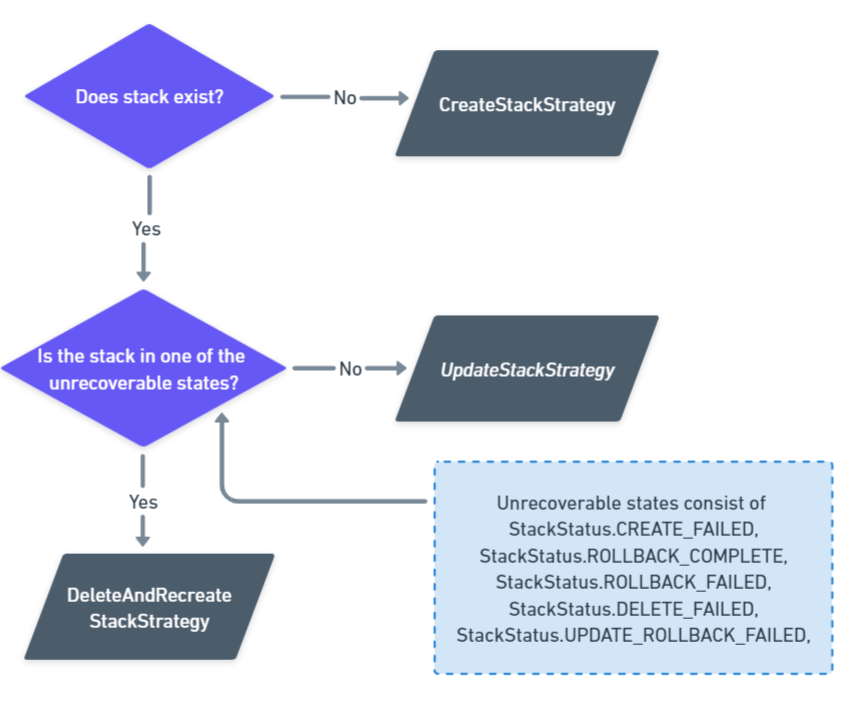 Does stack exist?
No
CreateStackStrategy
Yes
Is the stack in one of the
unrecoverable states?
No
UpdateStackStrategy
Yes
DeleteAndRecreate
StackStrategy
Unrecoverable states consist of
StackStatus.CREATE_FAILED,
StackStatus.ROLLBACK_COMPLETE,
StackStatus.ROLLBACK_FAILED,
StackStatus.DELETE_FAILED,
StackStatus.UPDATE_ROLLBACK_FAILED,